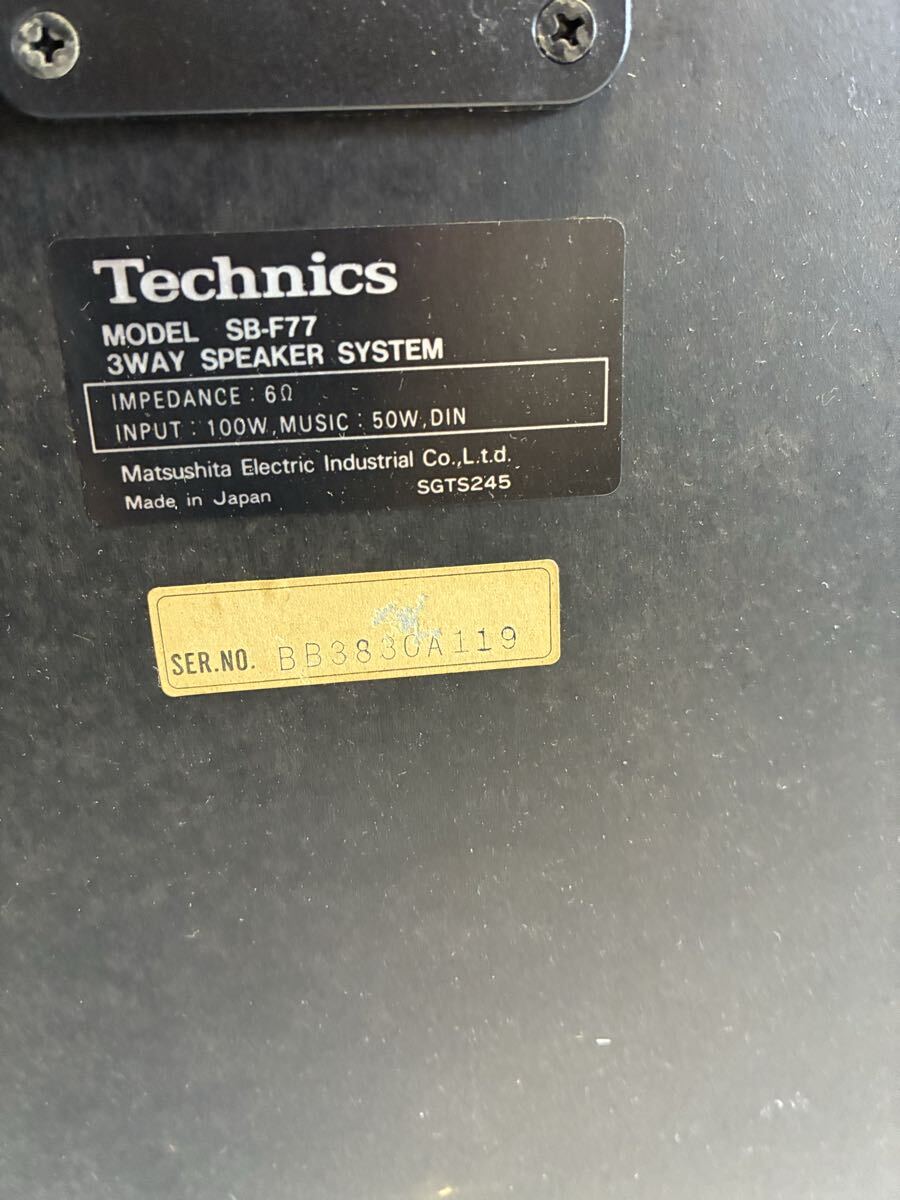 Technics
MODEL SB-F77
3WAY SPEAKER SYSTEM
IMPEDANCE : 6Ω
INPUT : 100W, MUSIC : 50W, DIN
Matsushita Electric Industrial Co.,L.t.d.
Made in Japan SGTS245
SER.NO. BB3830A119